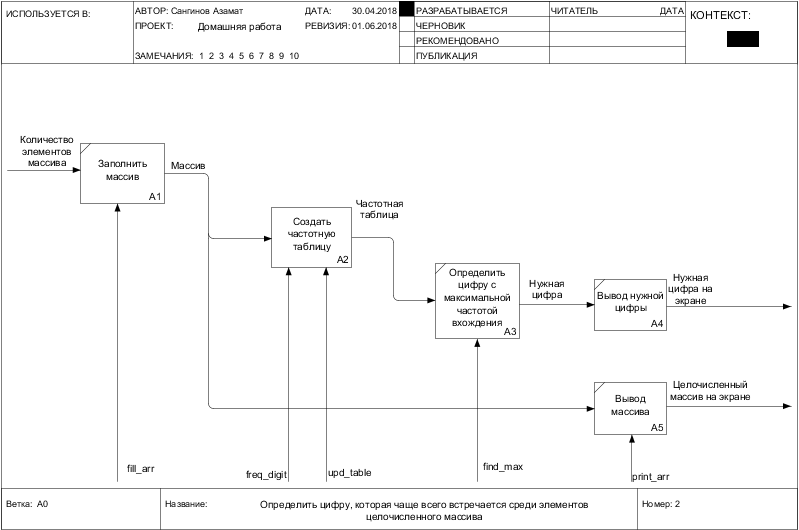 ИСПОЛЬЗУЕТСЯ В:
АВТОР: Сангинов Азамат
ДАТА: 30.04.2018
ПРОЕКТ: Домашняя работа
РЕВИЗИЯ: 01.06.2018
ЗАМЕЧАНИЯ: 1 2 3 4 5 6 7 8 9 10
РАЗРАБАТЫВАЕТСЯ
ЧЕРНОВИК
РЕКОМЕНДОВАНО
ПУБЛИКАЦИЯ
ЧИТАТЕЛЬ
ДАТА
КОНТЕКСТ:
Количество
элементов
массива
Заполнить
массив
A1
Массив
Создать
частотную
таблицу
A2
Частотная
таблица
Определить
цифру с
максимальной
частотой
вхождения
A3
Нужная
цифра
Вывод нужной
цифры
A4
Нужная
цифра на
экране
Вывод
массива
A5
Целочисленный
массив на экране
fill_arr
freq_digit
upd_table
find_max
print_arr
Ветка: A0
Название:
Определить цифру, которая чаще всего встречается среди элементов
целочисленного массива
Номер: 2